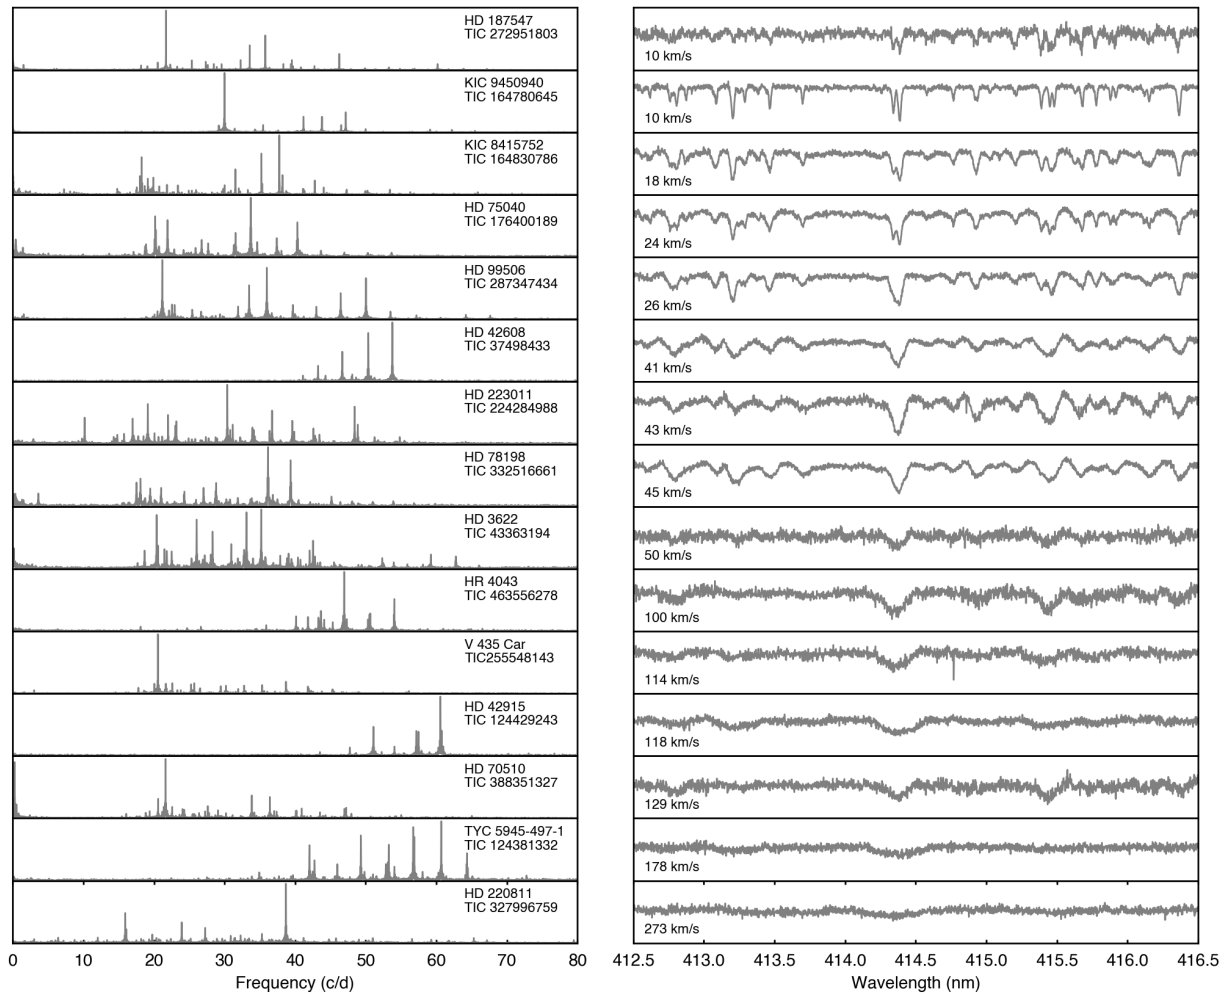 HD 187547
TIC 272951803
10 km/s
KIC 9450940
TIC 164780645
10 km/s
KIC 8415752
TIC 164830786
18 km/s
HD 75040
TIC 176400189
24 km/s
HD 99506
TIC 287347434
26 km/s
HD 42608
TIC 37498433
41 km/s
HD 223011
TIC 224284988
43 km/s
HD 78198
TIC 332516661
45 km/s
HD 3622
TIC 43363194
50 km/s
HR 4043
TIC 463556278
100 km/s
V 435 Car
TIC255548143
114 km/s
HD 42915
TIC 124429243
118 km/s
HD 70510
TIC 388351327
129 km/s
TYC 5945-497-1
TIC 124381332
178 km/s
HD 220811
TIC 327996759
273 km/s
0 10 20 30 40 50 60 70 80
Frequency (c/d)
412.5 413.0 413.5 414.0 414.5 415.0 415.5 416.0 416.5
Wavelength (nm)